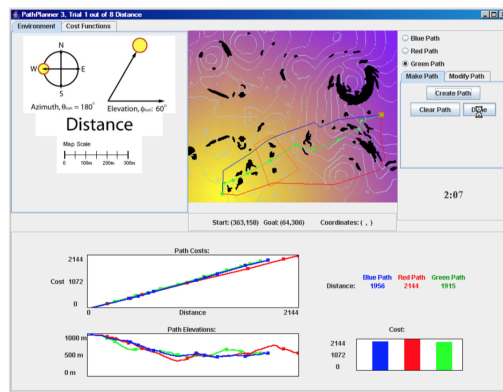 PathPlanner 3, Trial 1 out of 8 Distance
Environment Cost Functions
N
W E
S
Azimuth, θsun = 180° Elevation, ϕsun: 60°
Distance
Map Scale
0 100m 200m 300m
Blue Path
Red Path
Green Path
Make Path Modify Path
Create Path
Clear Path
2:07
Start: (363,158) Goal: (64,306) Coordinates: ( , )
Path Costs:
2144
Cost 1072
0
0 Distance 2144
Blue Path Red Path Green Path
Distance: 1956 2144 1915
Path Elevations:
1000 m
500 m
0 m
Cost:
2144
1072
0